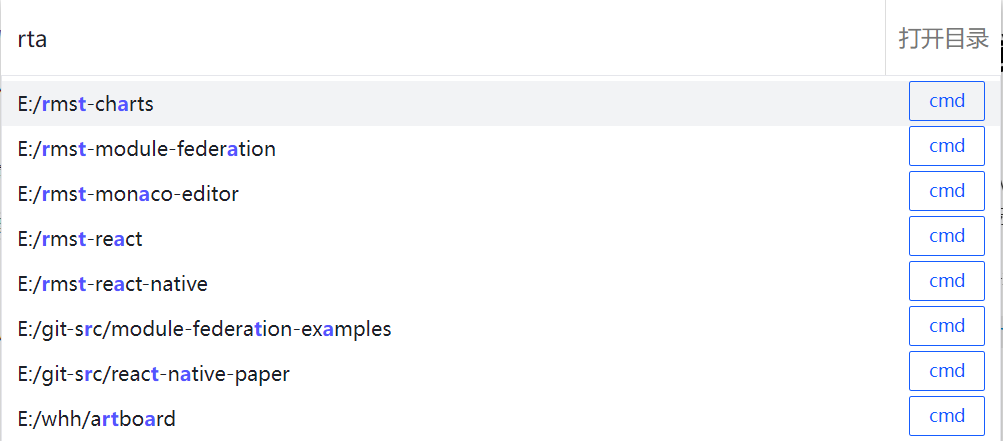 rta 打开目录
E:/rmst-charts cmd
E:/rmst-module-federation cmd
E:/rmst-monaco-editor cmd
E:/rmst-react cmd
E:/rmst-react-native cmd
E:/git-src/module-federation-examples cmd
E:/git-src/react-native-paper cmd
E:/whh/artboard cmd